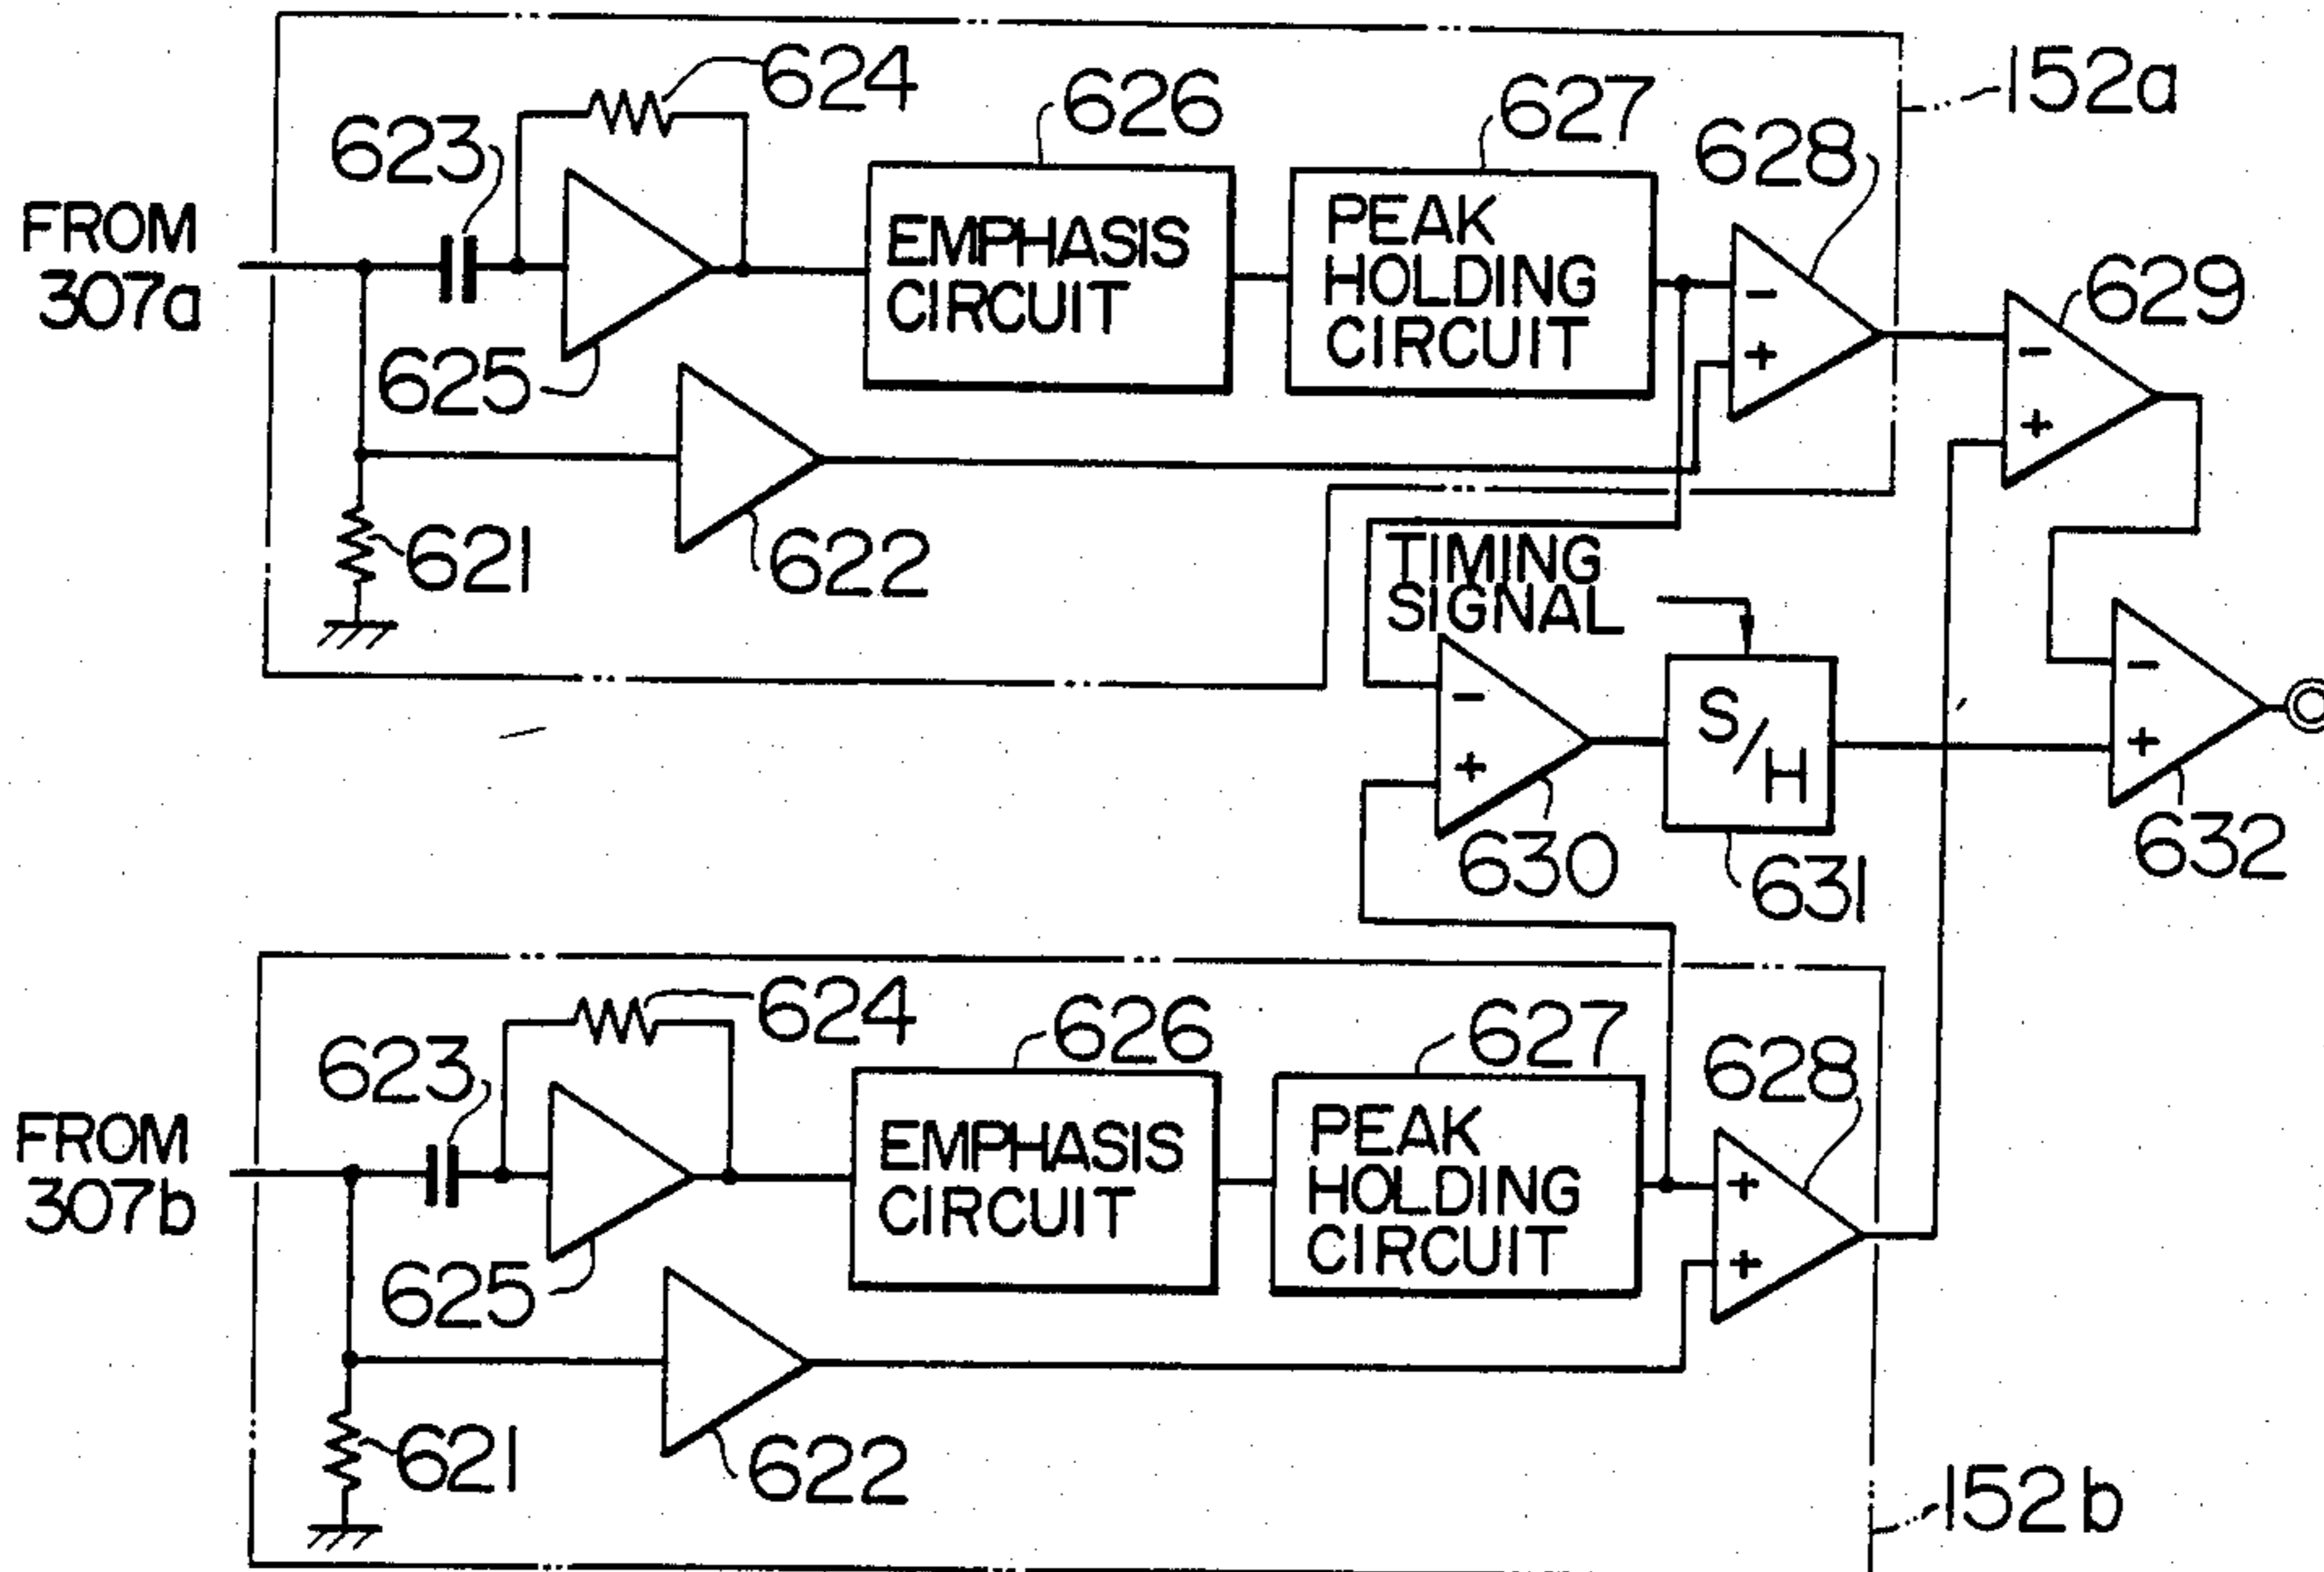 624
152a
626
627
623
628
FROM
307a
EMPHASIS
CIRCUIT
PEAK
HOLDING
CIRCUIT
−
+
629
−
+
625
621
622
TIMING
SIGNAL
−
+
S/H
−
+
630
631
632
624
626
627
623
628
FROM
307b
EMPHASIS
CIRCUIT
PEAK
HOLDING
CIRCUIT
+
+
625
621
622
152b